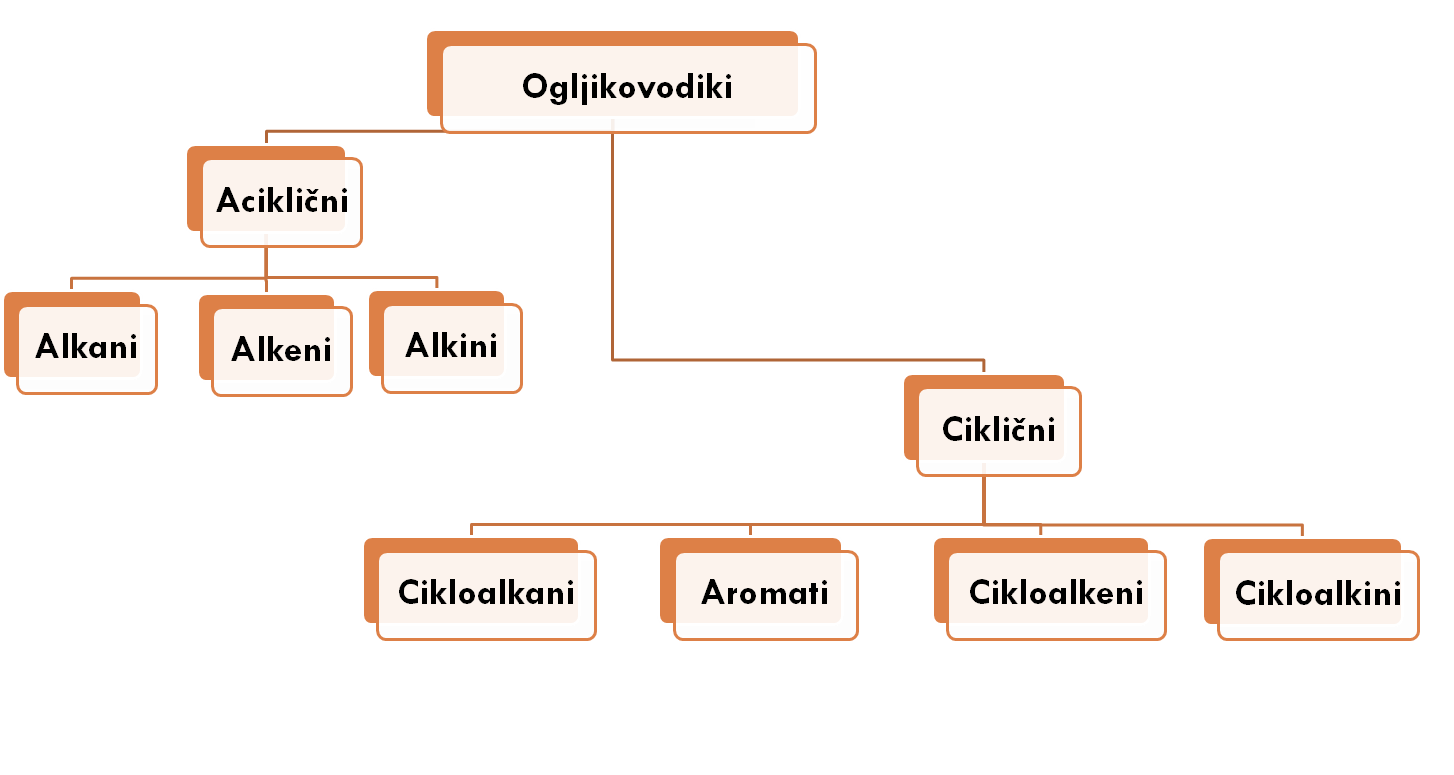 Ogljikovodiki
Aciklični
Alkani
Alkeni
Alkini
Ciklični
Cikloalkani
Aromati
Cikloalkeni
Cikloalkini